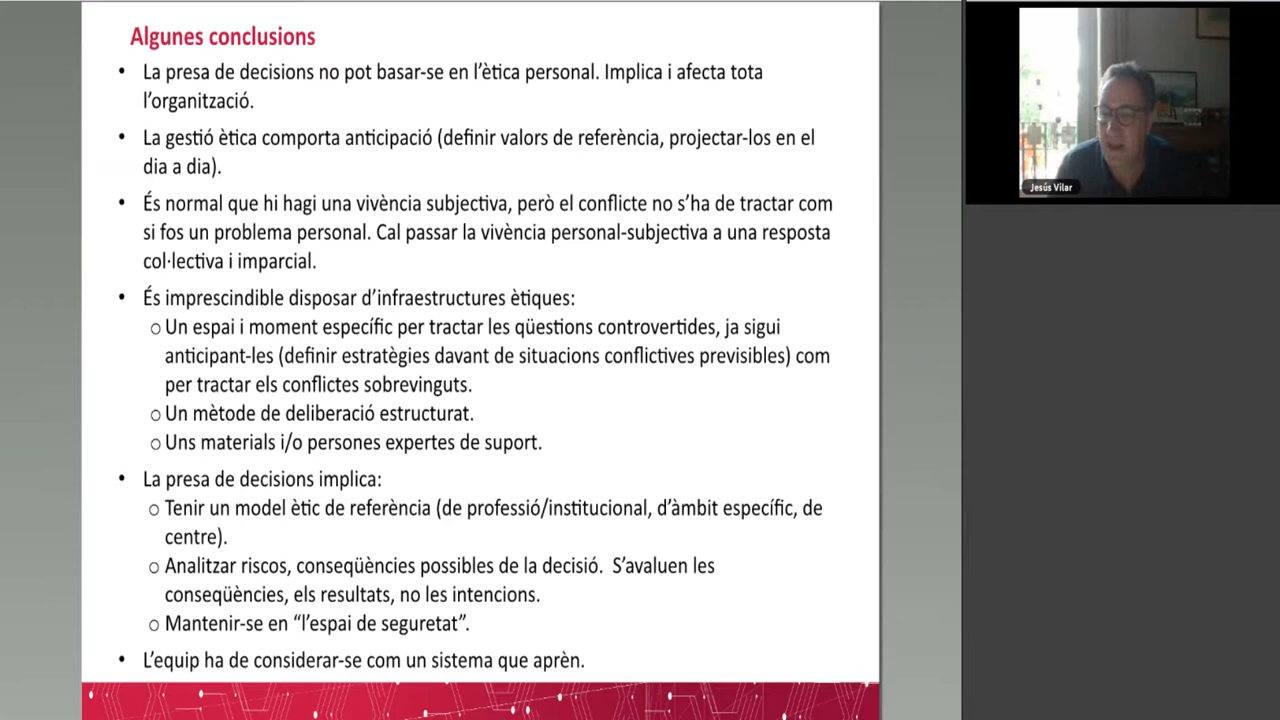 Algunes conclusions
• La presa de decisions no pot basar-se en l’ètica personal. Implica i afecta tota
l’organització.
• La gestió ètica comporta anticipació (definir valors de referència, projectar-los en el
dia a dia).
• És normal que hi hagi una vivència subjectiva, però el conflicte no s’ha de tractar com
si fos un problema personal. Cal passar la vivència personal-subjectiva a una resposta
col·lectiva i imparcial.
• És imprescindible disposar d’infraestructures ètiques:
o Un espai i moment específic per tractar les qüestions controvertides, ja sigui
anticipant-les (definir estratègies davant de situacions conflictives previsibles) com
per tractar els conflictes sobrevinguts.
o Un mètode de deliberació estructurat.
o Uns materials i/o persones expertes de suport.
• La presa de decisions implica:
o Tenir un model ètic de referència (de professió/institucional, d’àmbit específic, de
centre).
o Analitzar riscos, conseqüències possibles de la decisió. S’avaluen les
conseqüències, els resultats, no les intencions.
o Mantenir-se en “l’espai de seguretat”.
• L’equip ha de considerar-se com un sistema que aprèn.
Jesús Vilar